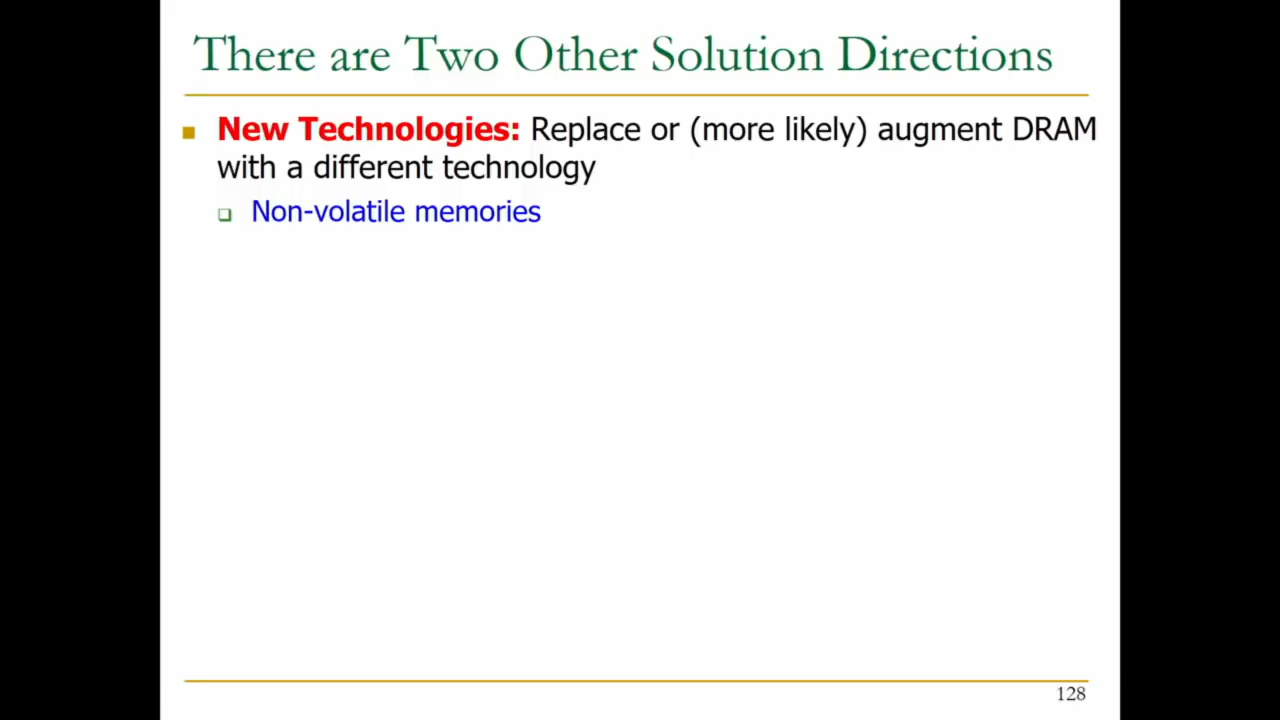 There are Two Other Solution Directions
New Technologies: Replace or (more likely) augment DRAM
with a different technology
Non-volatile memories
128